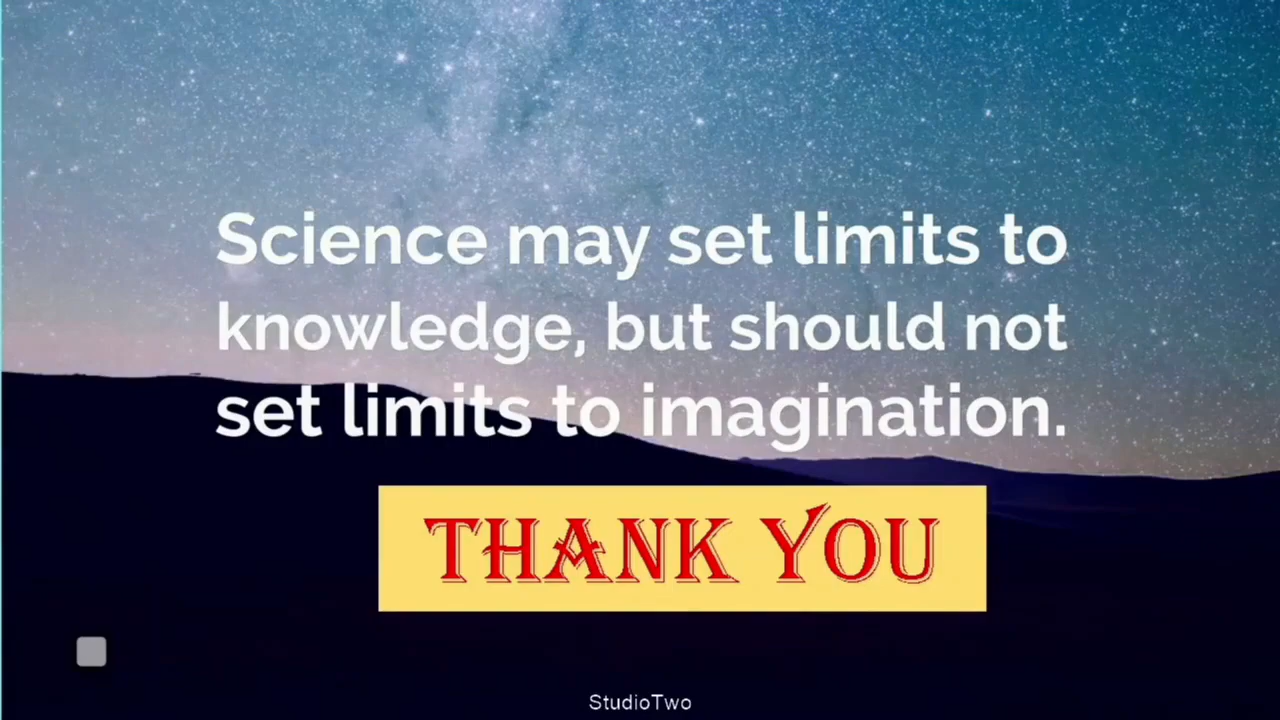 Science may set limits to
knowledge, but should not
set limits to imagination.
THANK YOU
StudioTwo